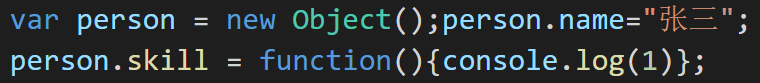 var person = new Object();person.name="张三";
person.skill = function(){console.log(1)};